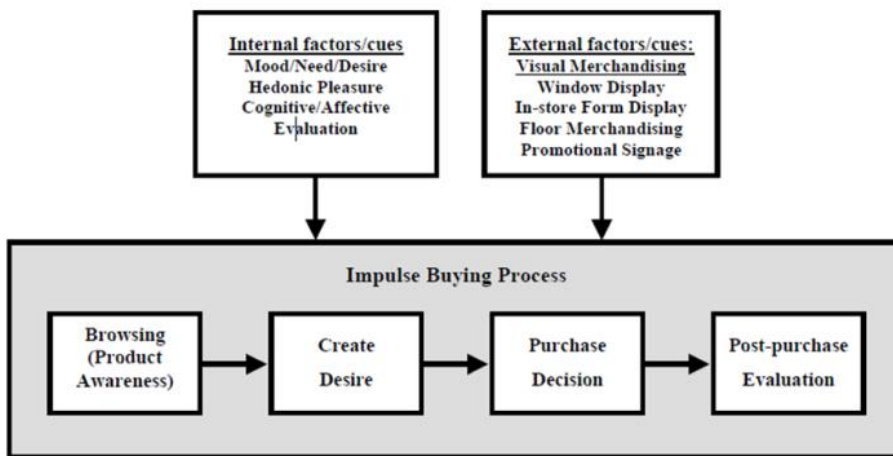 Internal factors/cues
Mood/Need/Desire
Hedonic Pleasure
Cognitive/Affective
Evaluation
External factors/cues:
Visual Merchandising
Window Display
In-store Form Display
Floor Merchandising
Promotional Signage
Impulse Buying Process
Browsing
(Product
Awareness)
Create
Desire
Purchase
Decision
Post-purchase
Evaluation